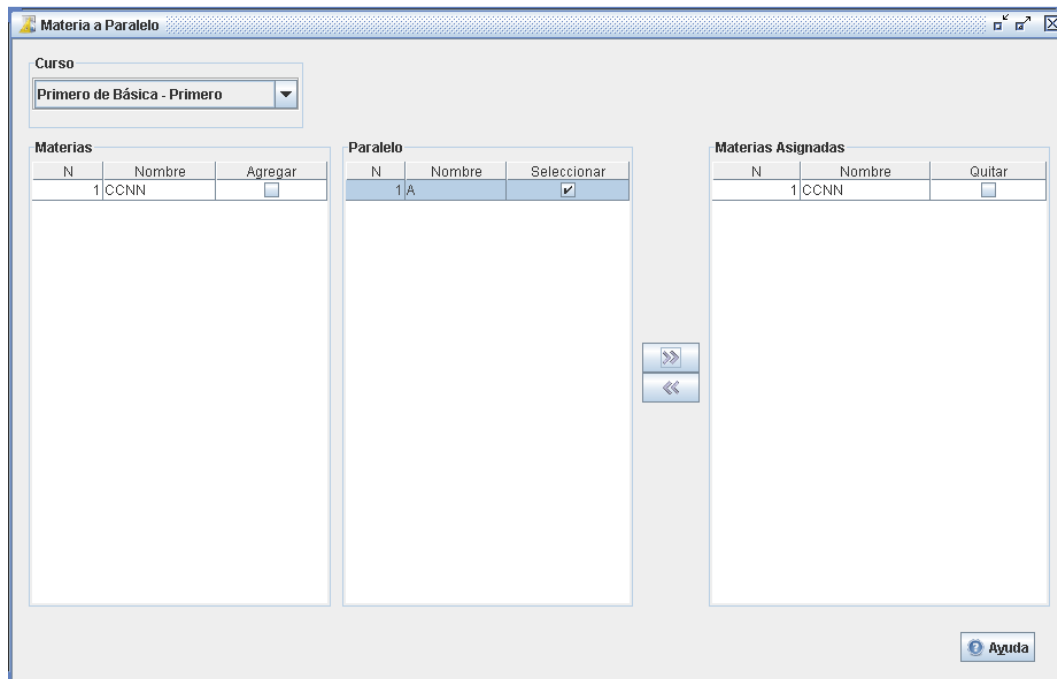 Materia a Paralelo
Curso
Primero de Básica - Primero
Materias
N Nombre Agregar
1 CCNN
Paralelo
N Nombre Seleccionar
1 A
Materias Asignadas
N Nombre Quitar
1 CCNN
>>
<<
Ayuda